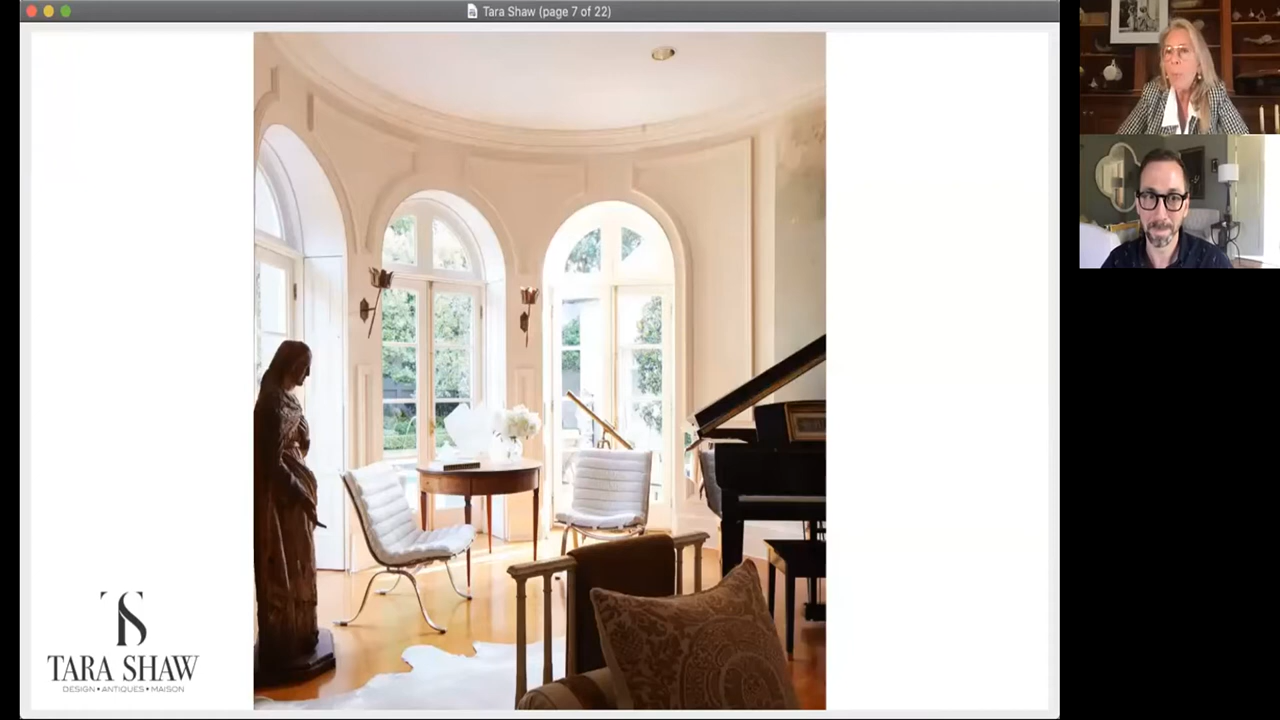 Tara Shaw (page 7 of 22)
TS
TARA SHAW
DESIGN • ANTIQUES • MAISON